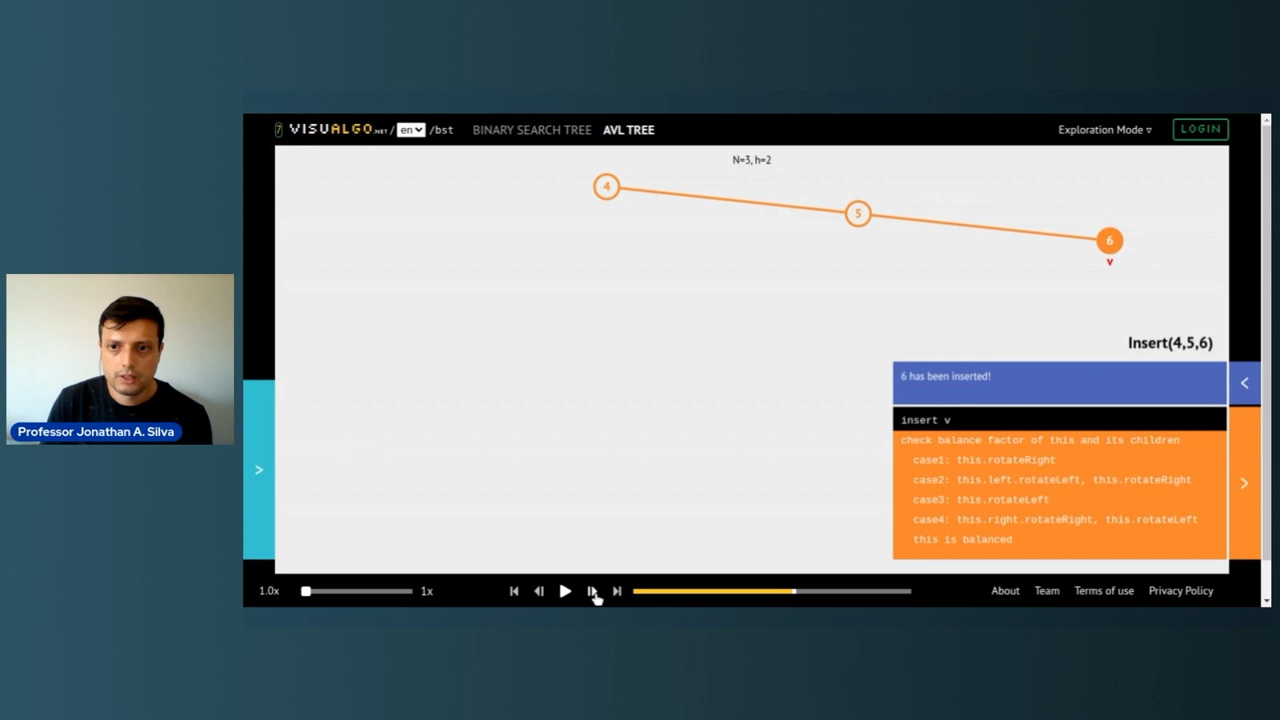 7 VISUALGO.NET / en /bst BINARY SEARCH TREE AVL TREE Exploration Mode ▿ LOGIN
N=3, h=2
4
5
6
v
Insert(4,5,6)
6 has been inserted!
insert v
check balance factor of this and its children
case1: this.rotateRight
case2: this.left.rotateLeft, this.rotateRight
case3: this.rotateLeft
case4: this.right.rotateRight, this.rotateLeft
this is balanced
Professor Jonathan A. Silva
1.0x 1x About Team Terms of use Privacy Policy